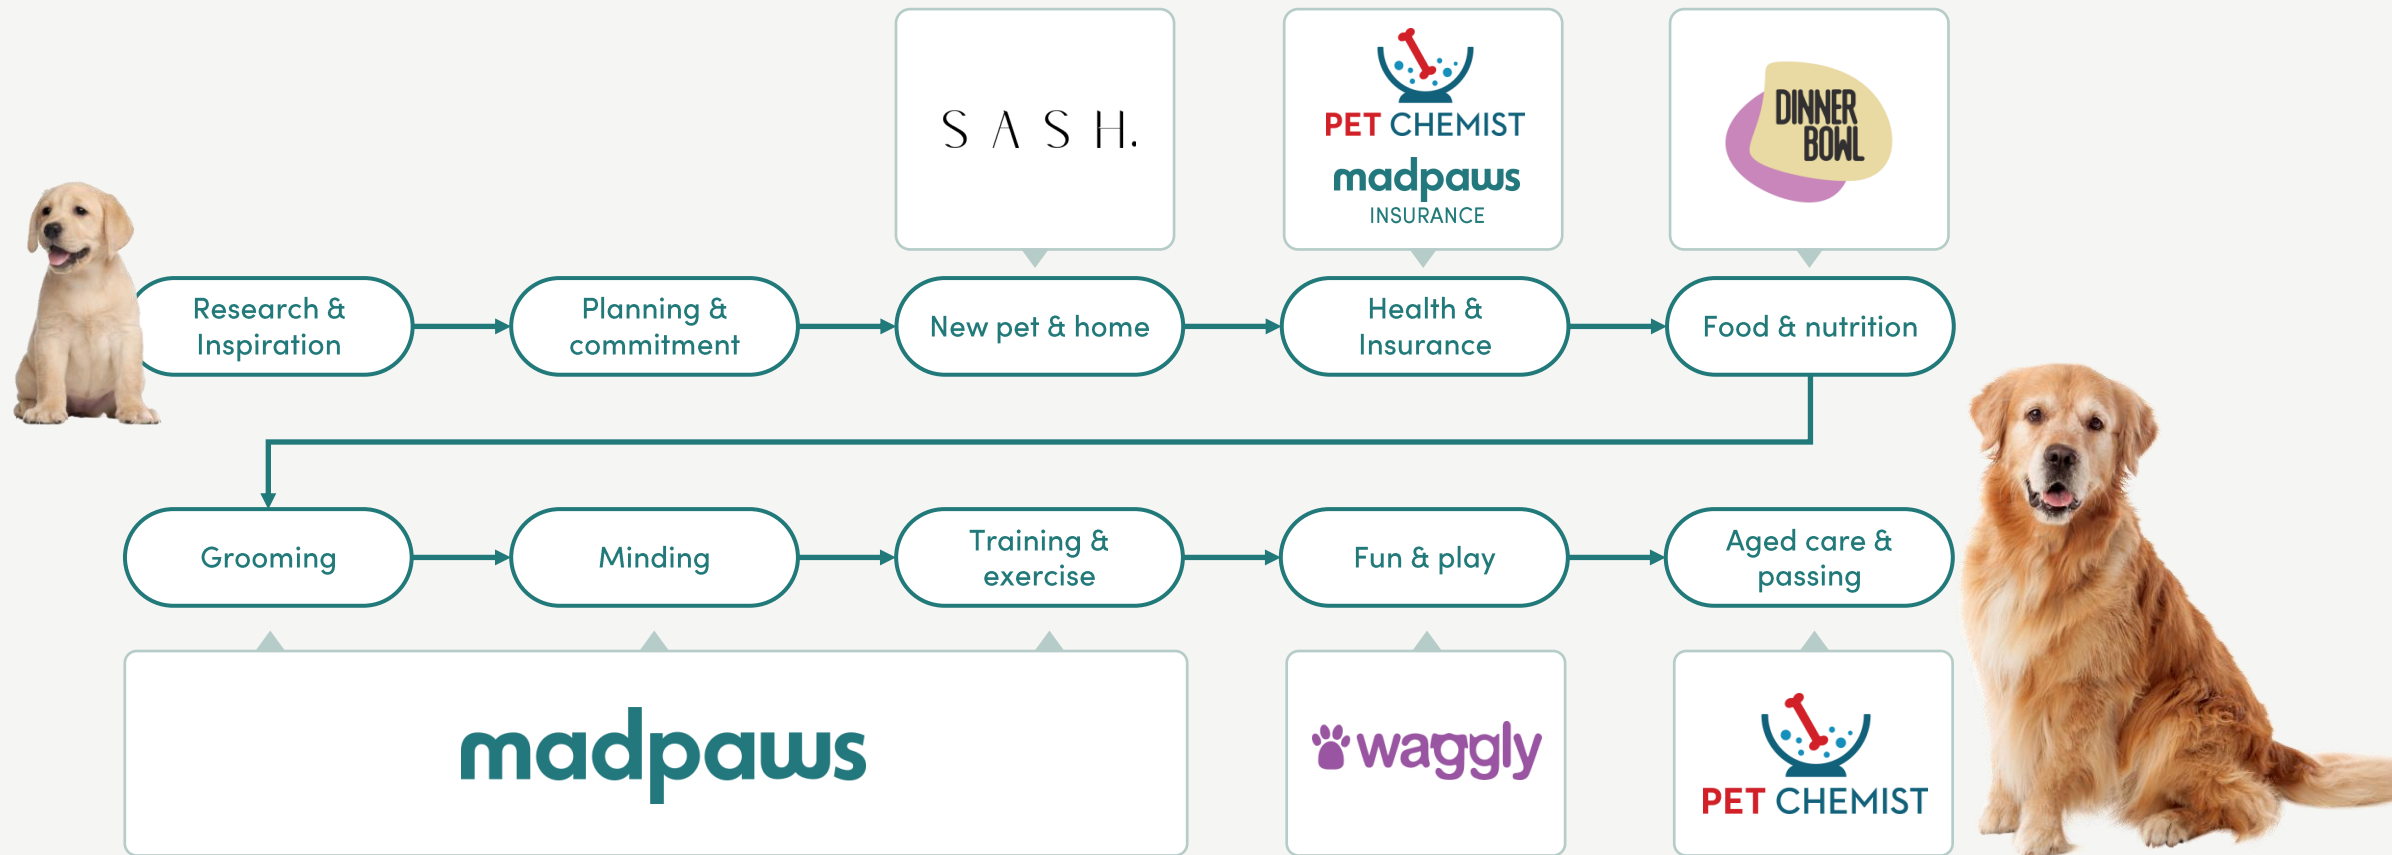 S A S H.
PET CHEMIST
madpaws
INSURANCE
DINNER
BOWL
Research &
Inspiration
Planning &
commitment
New pet & home
Health &
Insurance
Food & nutrition
Grooming
Minding
Training &
exercise
Fun & play
Aged care &
passing
madpaws
waggly
PET CHEMIST